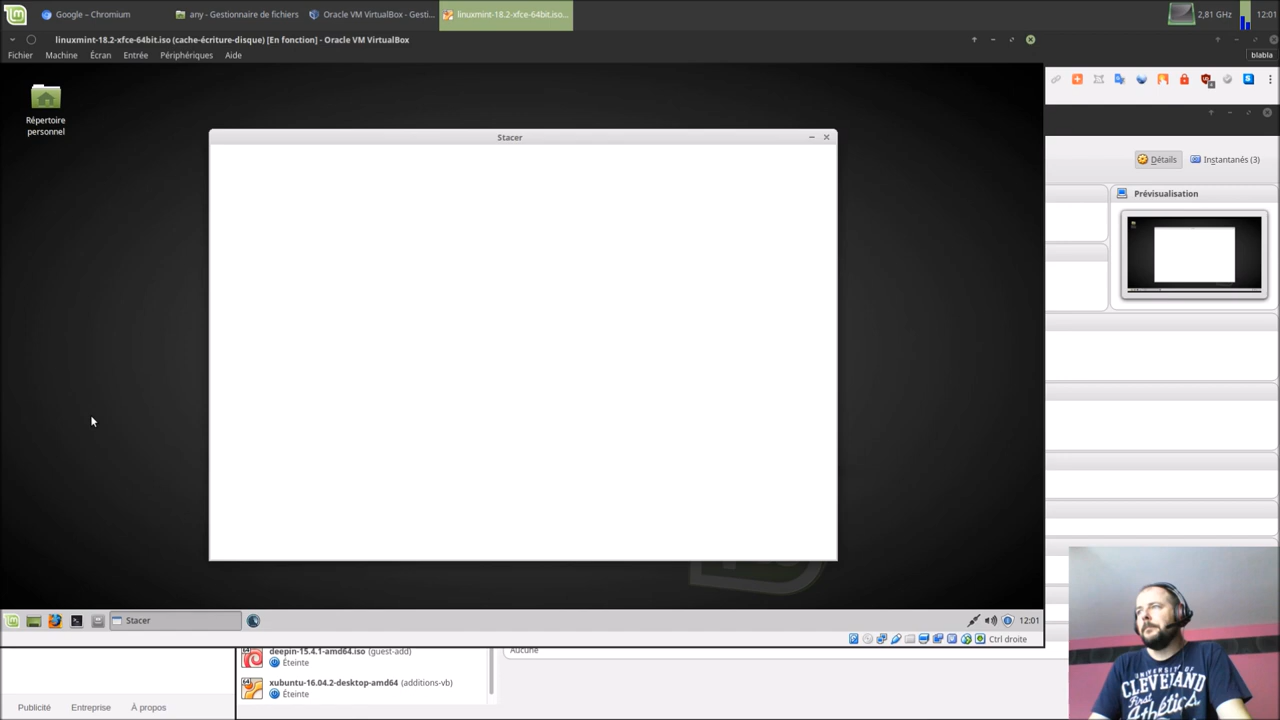 Google – Chromium
any - Gestionnaire de fichiers
Oracle VM VirtualBox - Gesti...
linuxmint-18.2-xfce-64bit.iso...
2,81 GHz
12:01
linuxmint-18.2-xfce-64bit.iso (cache-écriture-disque) [En fonction] - Oracle VM VirtualBox
Fichier Machine Écran Entrée Périphériques Aide
blabla
Répertoire
personnel
Stacer
Détails
Instantanés (3)
Prévisualisation
Stacer
12:01
Ctrl droite
deepin-15.4.1-amd64.iso (guest-add)
Éteinte
Aucune
xubuntu-16.04.2-desktop-amd64 (additions-vb)
Éteinte
Publicité Entreprise À propos
UNIVERSITY OF
CLEVELAND
First
Athletics